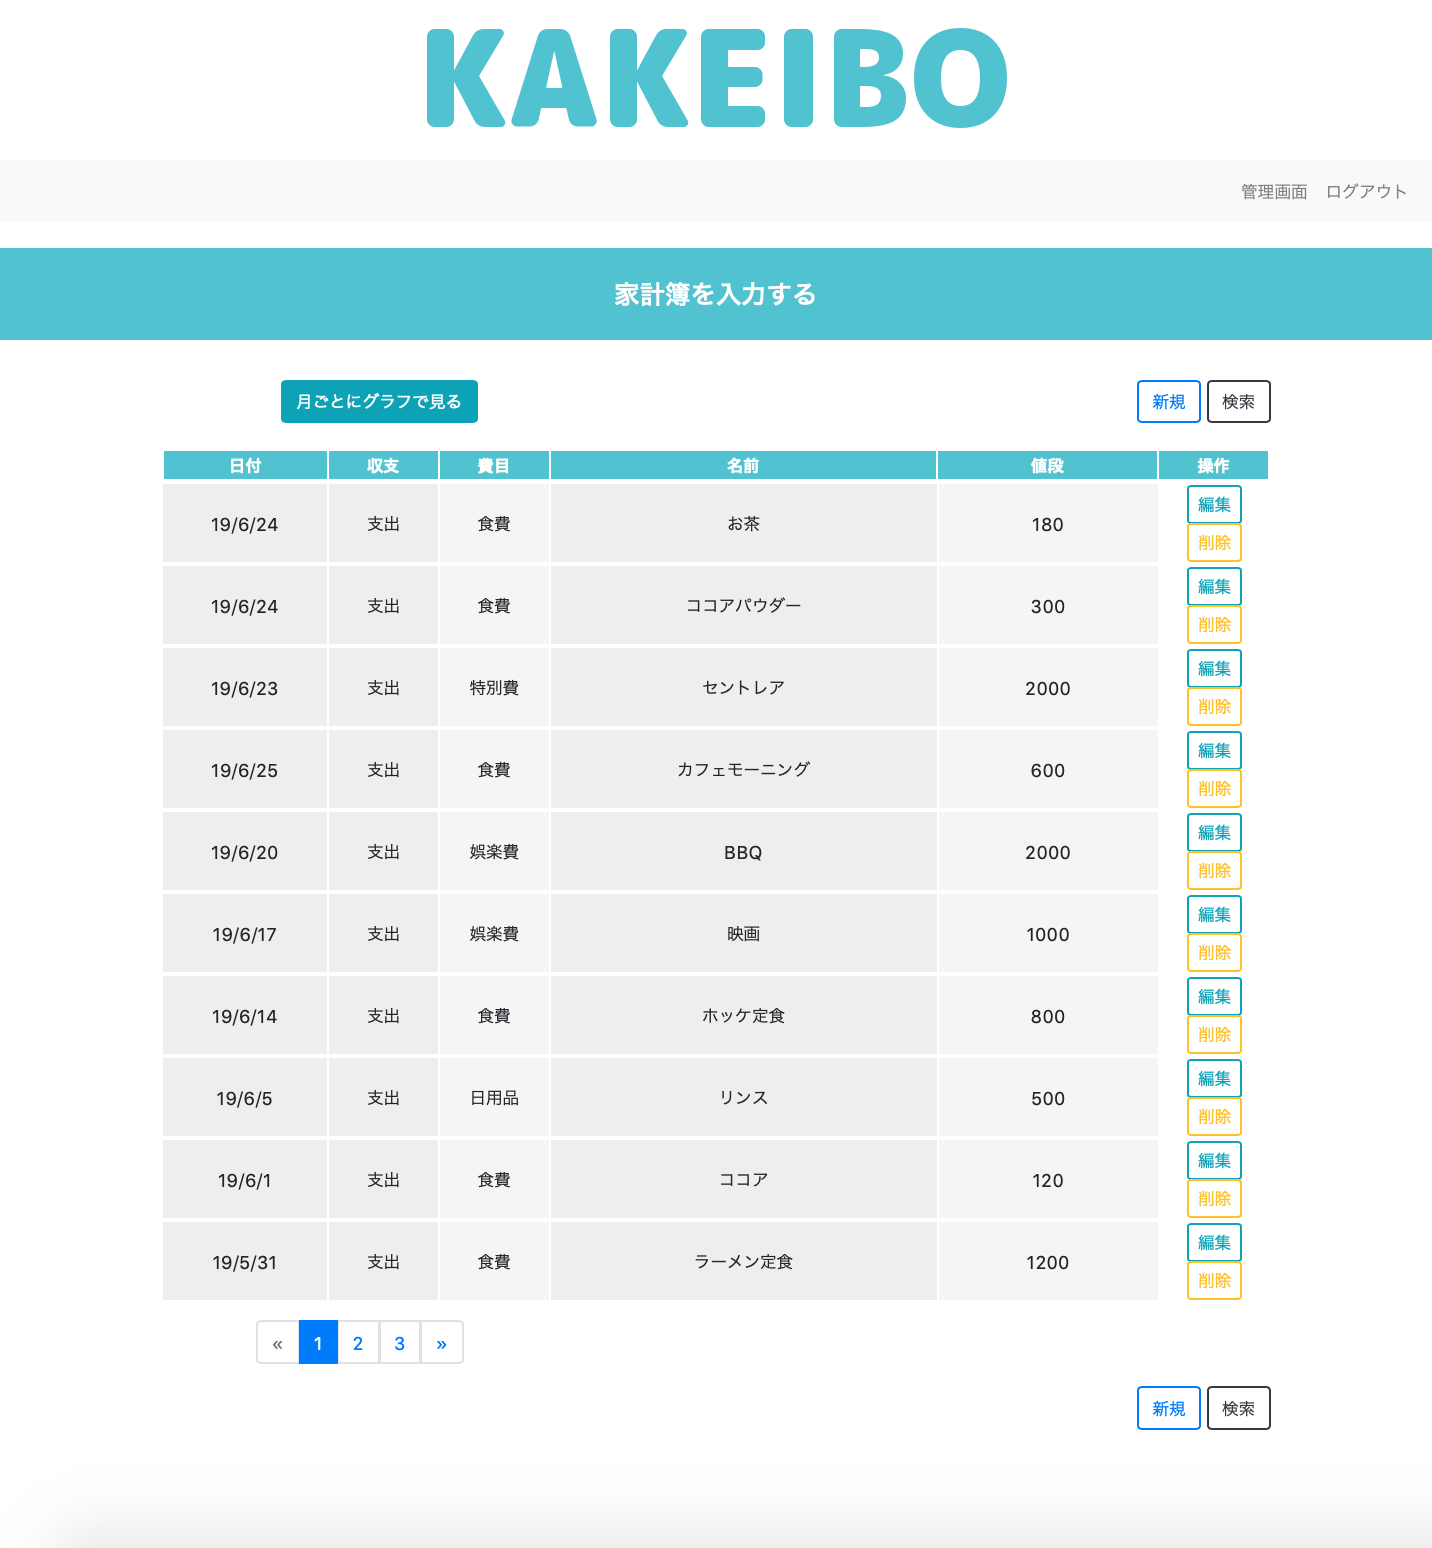 KAKEIBO
管理画面 ログアウト
家計簿を入力する
月ごとにグラフで見る 新規 検索
日付 収支 費目 名前 値段 操作
19/6/24 支出 食費 お茶 180 編集
削除
19/6/24 支出 食費 ココアパウダー 300 編集
削除
19/6/23 支出 特別費 セントレア 2000 編集
削除
19/6/25 支出 食費 カフェモーニング 600 編集
削除
19/6/20 支出 娯楽費 BBQ 2000 編集
削除
19/6/17 支出 娯楽費 映画 1000 編集
削除
19/6/14 支出 食費 ホッケ定食 800 編集
削除
19/6/5 支出 日用品 リンス 500 編集
削除
19/6/1 支出 食費 ココア 120 編集
削除
19/5/31 支出 食費 ラーメン定食 1200 編集
削除
« 1 2 3 »
新規 検索